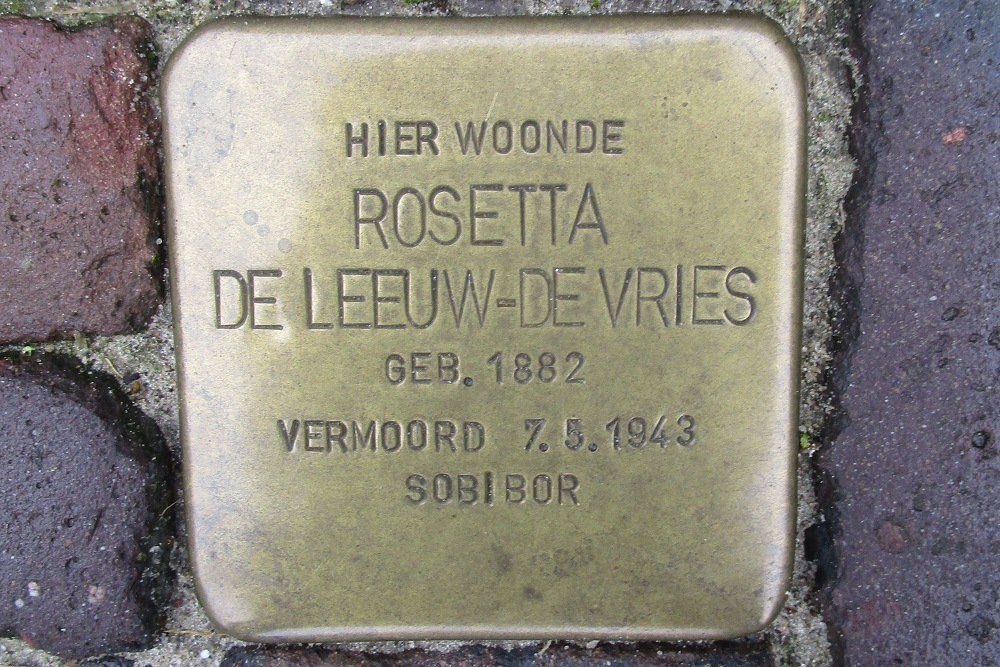 HIER WOONDE
ROSETTA
DE LEEUW-DE VRIES
GEB. 1882
VERMOORD 7.5.1943
SOBIBOR